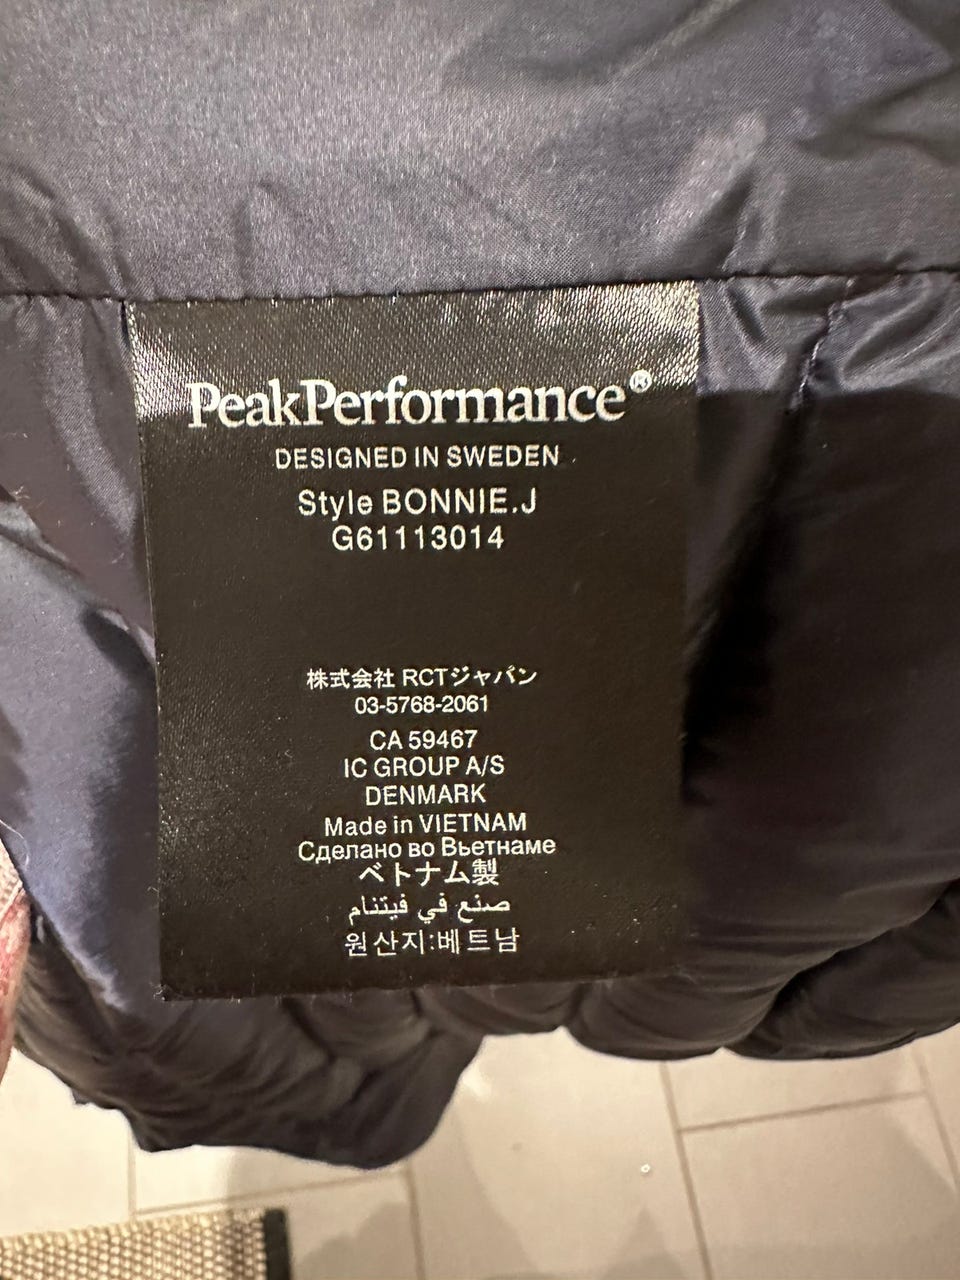 PeakPerformance®
DESIGNED IN SWEDEN
Style BONNIE.J
G61113014
株式会社 RCTジャパン
03-5768-2061
CA 59467
IC GROUP A/S
DENMARK
Made in VIETNAM
Сделано во Вьетнаме
ベトナム製
صنع في فيتنام
원산지:베트남